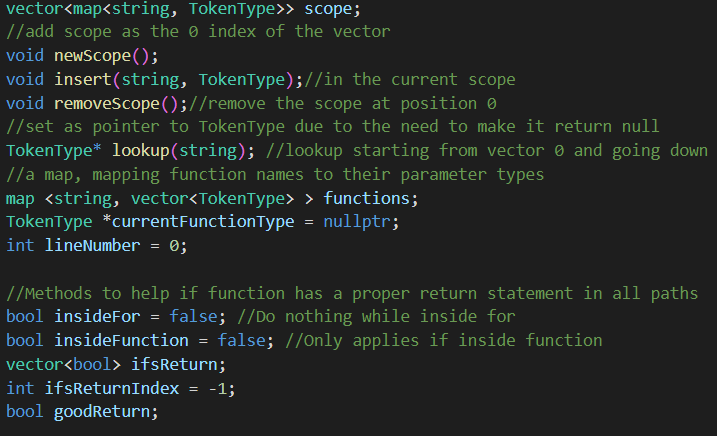 vector<map<string, TokenType>> scope;
//add scope as the 0 index of the vector
void newScope();
void insert(string, TokenType);//in the current scope
void removeScope();//remove the scope at position 0
//set as pointer to TokenType due to the need to make it return null
TokenType* lookup(string); //lookup starting from vector 0 and going down
//a map, mapping function names to their parameter types
map <string, vector<TokenType> > functions;
TokenType *currentFunctionType = nullptr;
int lineNumber = 0;

//Methods to help if function has a proper return statement in all paths
bool insideFor = false; //Do nothing while inside for
bool insideFunction = false; //Only applies if inside function
vector<bool> ifsReturn;
int ifsReturnIndex = -1;
bool goodReturn;